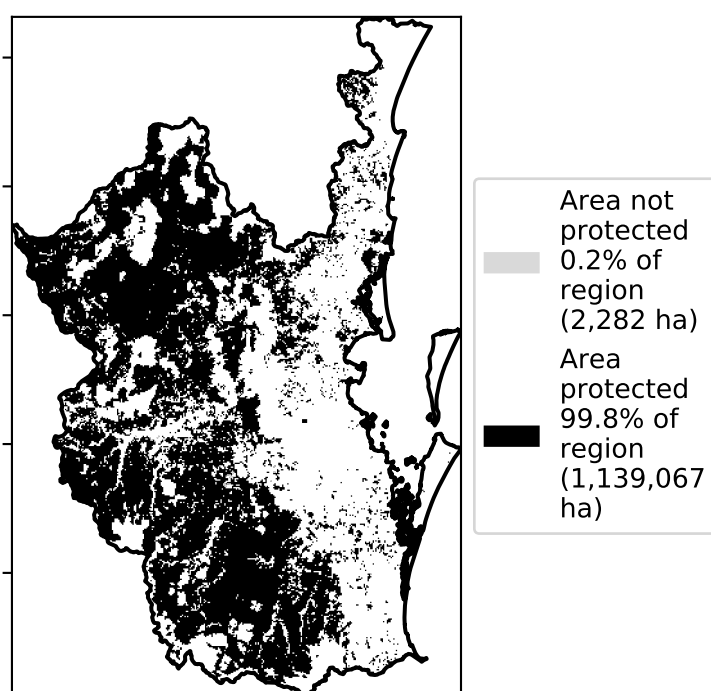 Area not
protected
0.2% of
region
(2,282 ha)
Area
protected
99.8% of
region
(1,139,067
ha)